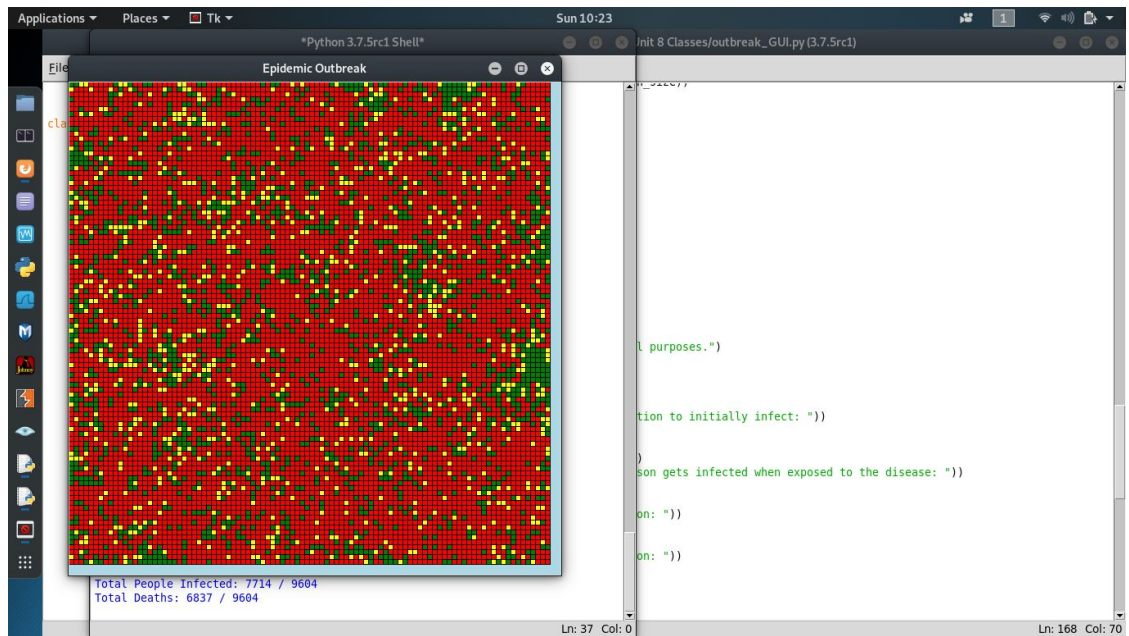 Applications Places Tk Sun 10:23 1
*Python 3.7.5rc1 Shell*
Unit 8 Classes/outbreak_GUI.py (3.7.5rc1)
File
Epidemic Outbreak
n_size))
cla
l purposes.")
tion to initially infect: "))
)
son gets infected when exposed to the disease: "))
on: "))
on: "))
Total People Infected: 7714 / 9604
Total Deaths: 6837 / 9604
Ln: 37 Col: 0
Ln: 168 Col: 70